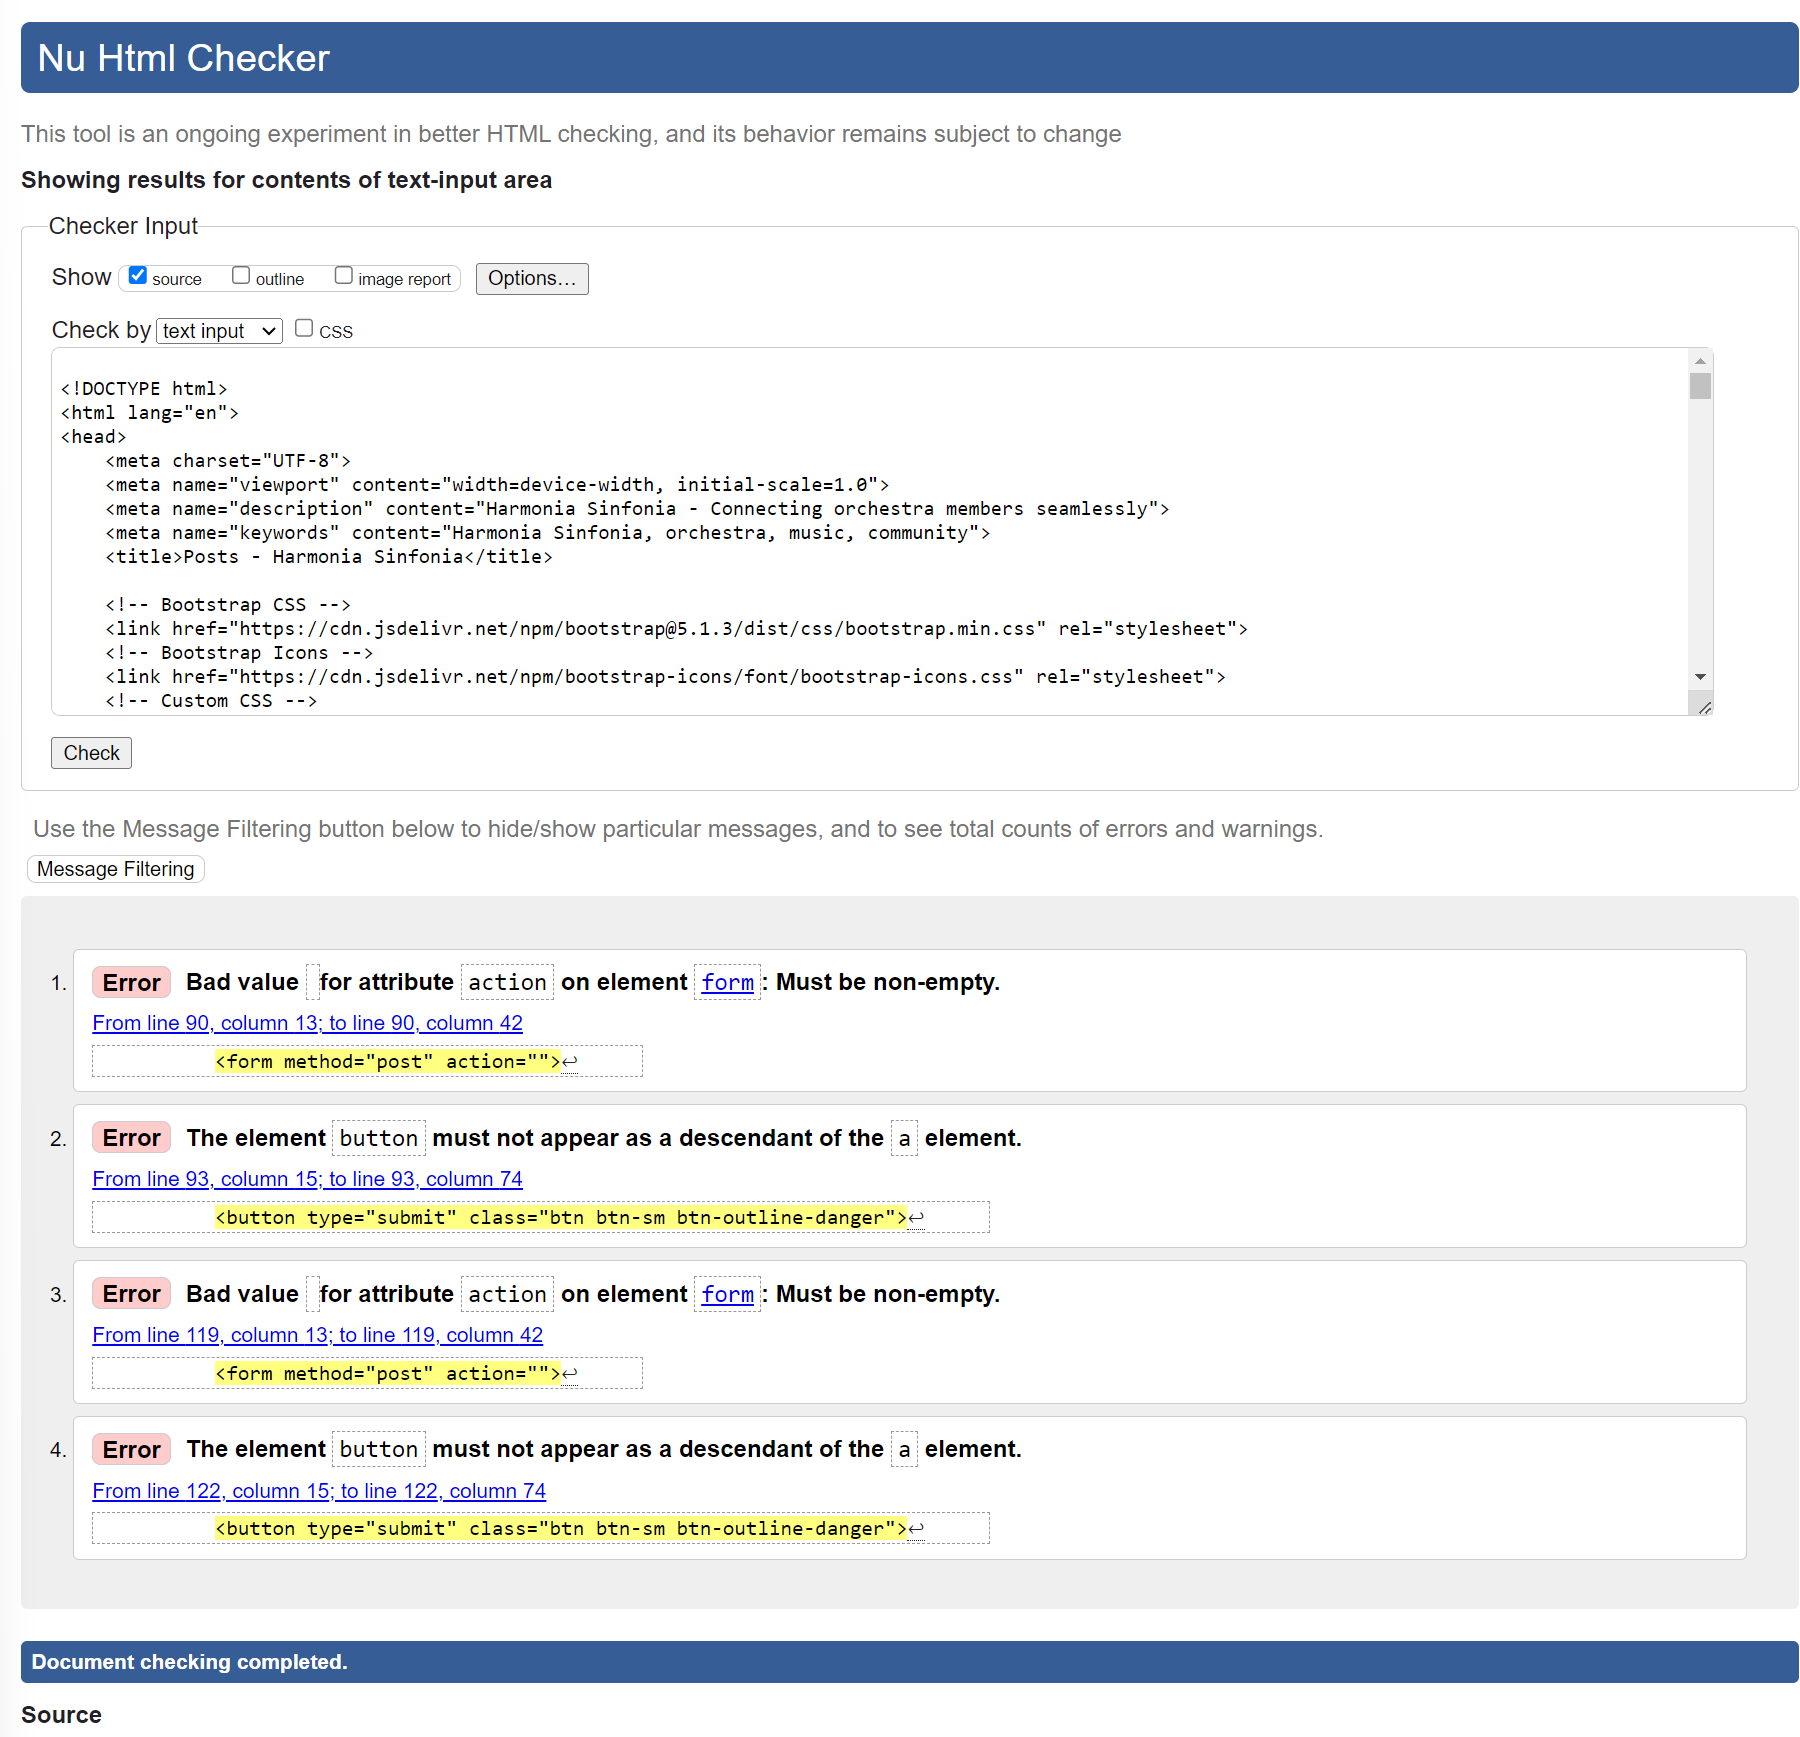 Nu Html Checker
This tool is an ongoing experiment in better HTML checking, and its behavior remains subject to change
Showing results for contents of text-input area
Checker Input
Show source outline image report Options...
Check by text input CSS
<!DOCTYPE html>
<html lang="en">
<head>
    <meta charset="UTF-8">
    <meta name="viewport" content="width=device-width, initial-scale=1.0">
    <meta name="description" content="Harmonia Sinfonia - Connecting orchestra members seamlessly">
    <meta name="keywords" content="Harmonia Sinfonia, orchestra, music, community">
    <title>Posts - Harmonia Sinfonia</title>
    <!-- Bootstrap CSS -->
    <link href="https://cdn.jsdelivr.net/npm/bootstrap@5.1.3/dist/css/bootstrap.min.css" rel="stylesheet">
    <!-- Bootstrap Icons -->
    <link href="https://cdn.jsdelivr.net/npm/bootstrap-icons/font/bootstrap-icons.css" rel="stylesheet">
    <!-- Custom CSS -->
Check
Use the Message Filtering button below to hide/show particular messages, and to see total counts of errors and warnings.
Message Filtering
1. Error Bad value for attribute action on element form: Must be non-empty.
From line 90, column 13; to line 90, column 42
<form method="post" action="">↩
2. Error The element button must not appear as a descendant of the a element.
From line 93, column 15; to line 93, column 74
<button type="submit" class="btn btn-sm btn-outline-danger">↩
3. Error Bad value for attribute action on element form: Must be non-empty.
From line 119, column 13; to line 119, column 42
<form method="post" action="">↩
4. Error The element button must not appear as a descendant of the a element.
From line 122, column 15; to line 122, column 74
<button type="submit" class="btn btn-sm btn-outline-danger">↩
Document checking completed.
Source